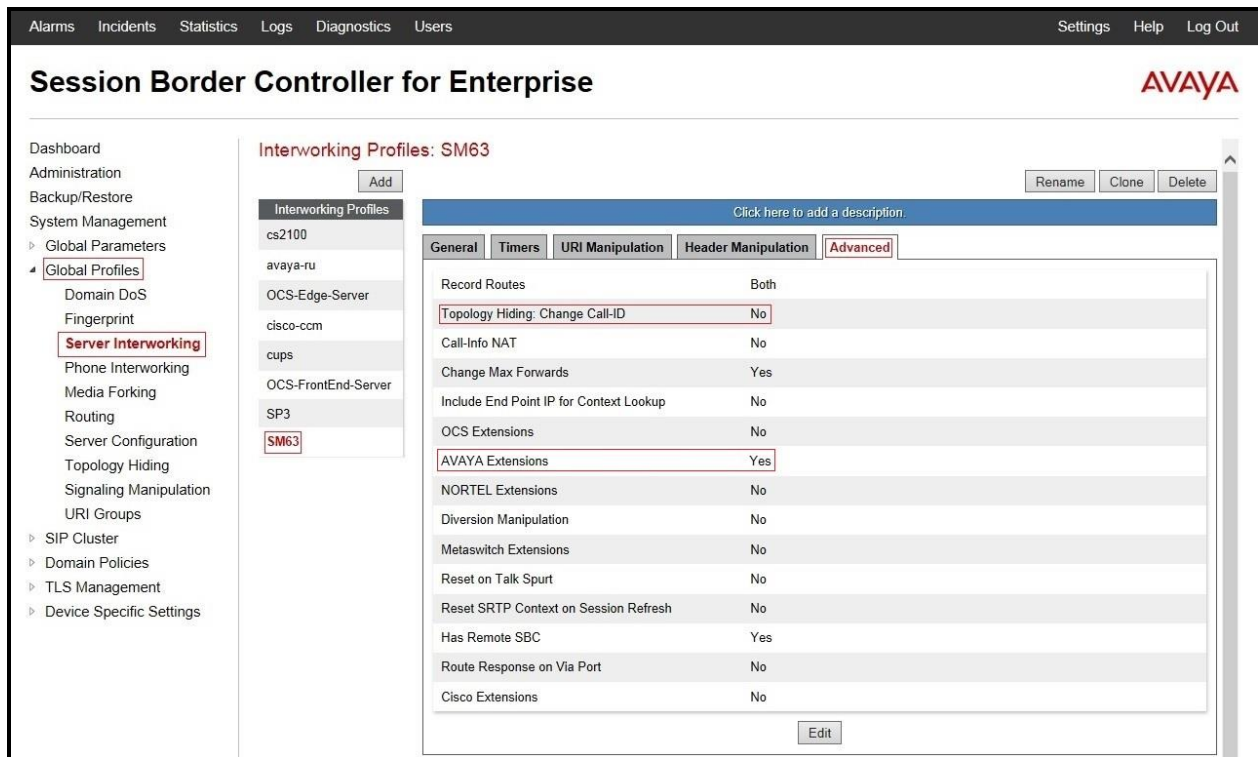 Alarms Incidents Statistics Logs Diagnostics Users Settings Help Log Out
Session Border Controller for Enterprise
AVAYA
Dashboard
Administration
Backup/Restore
System Management
Global Parameters
Global Profiles
Domain DoS
Fingerprint
Server Interworking
Phone Interworking
Media Forking
Routing
Server Configuration
Topology Hiding
Signaling Manipulation
URI Groups
SIP Cluster
Domain Policies
TLS Management
Device Specific Settings
Interworking Profiles: SM63
Add
Rename Clone Delete
Interworking Profiles
cs2100
avaya-ru
OCS-Edge-Server
cisco-ccm
cups
OCS-FrontEnd-Server
SP3
SM63
Click here to add a description.
General Timers URI Manipulation Header Manipulation Advanced
Record Routes Both
Topology Hiding: Change Call-ID No
Call-Info NAT No
Change Max Forwards Yes
Include End Point IP for Context Lookup No
OCS Extensions No
AVAYA Extensions Yes
NORTEL Extensions No
Diversion Manipulation No
Metaswitch Extensions No
Reset on Talk Spurt No
Reset SRTP Context on Session Refresh No
Has Remote SBC Yes
Route Response on Via Port No
Cisco Extensions No
Edit